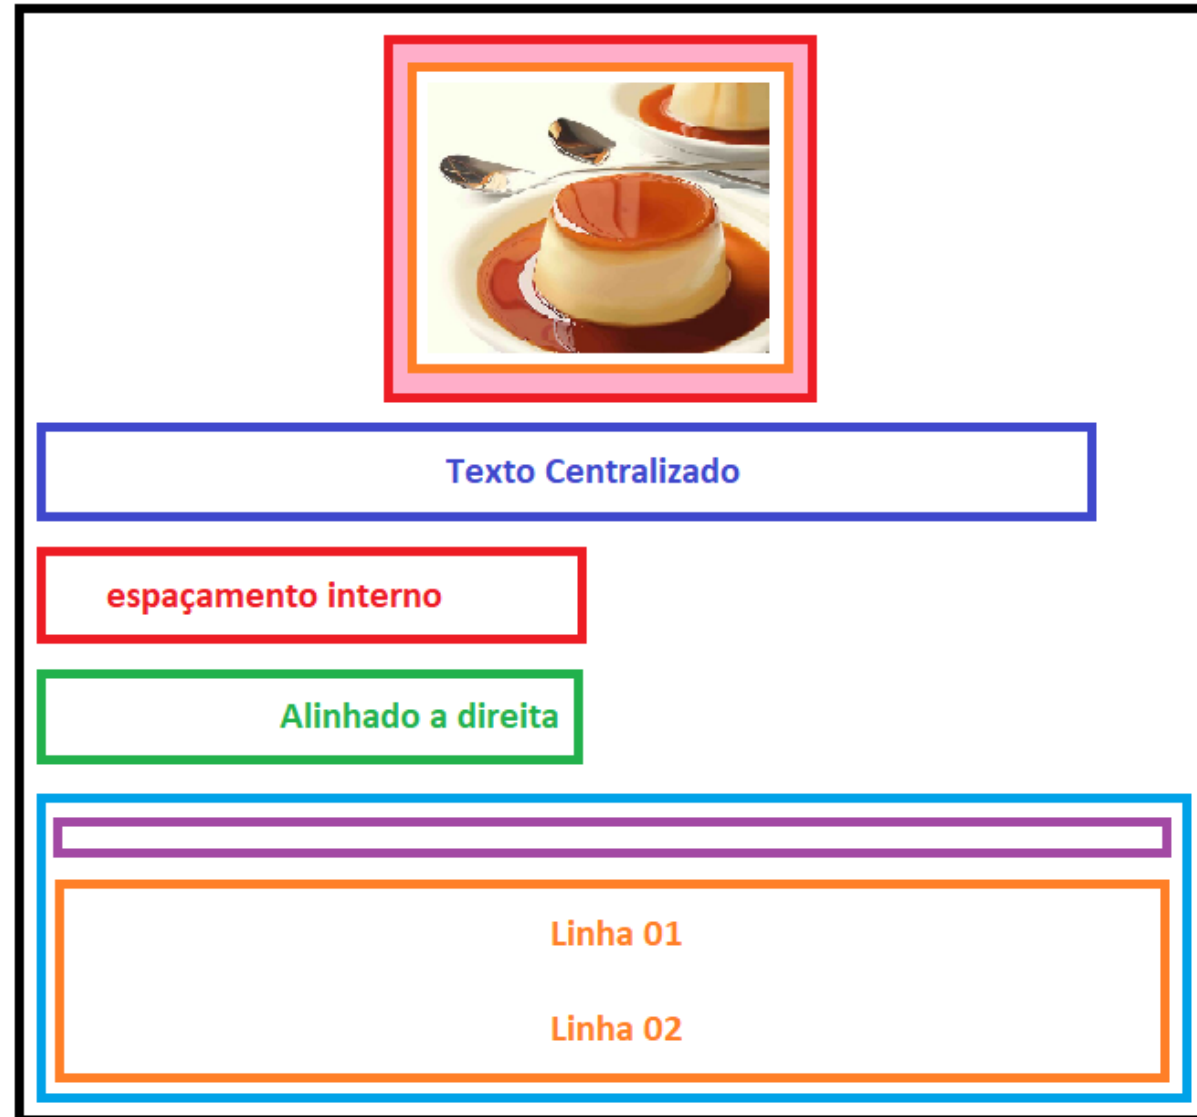 Texto Centralizado
espaçamento interno
Alinhado a direita
Linha 01
Linha 02